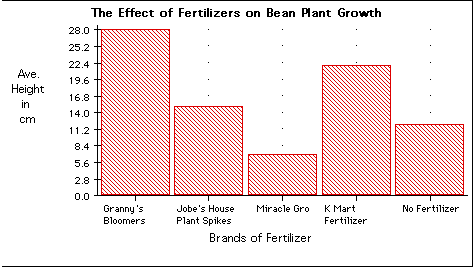 The Effect of Fertilizers on Bean Plant Growth
Ave.
Height
in
cm
28.0
25.2
22.4
19.6
16.8
14.0
11.2
8.4
5.6
2.8
0.0
Granny's
Bloomers
Jobe's House
Plant Spikes
Miracle Gro
K Mart
Fertilizer
No Fertilizer
Brands of Fertilizer